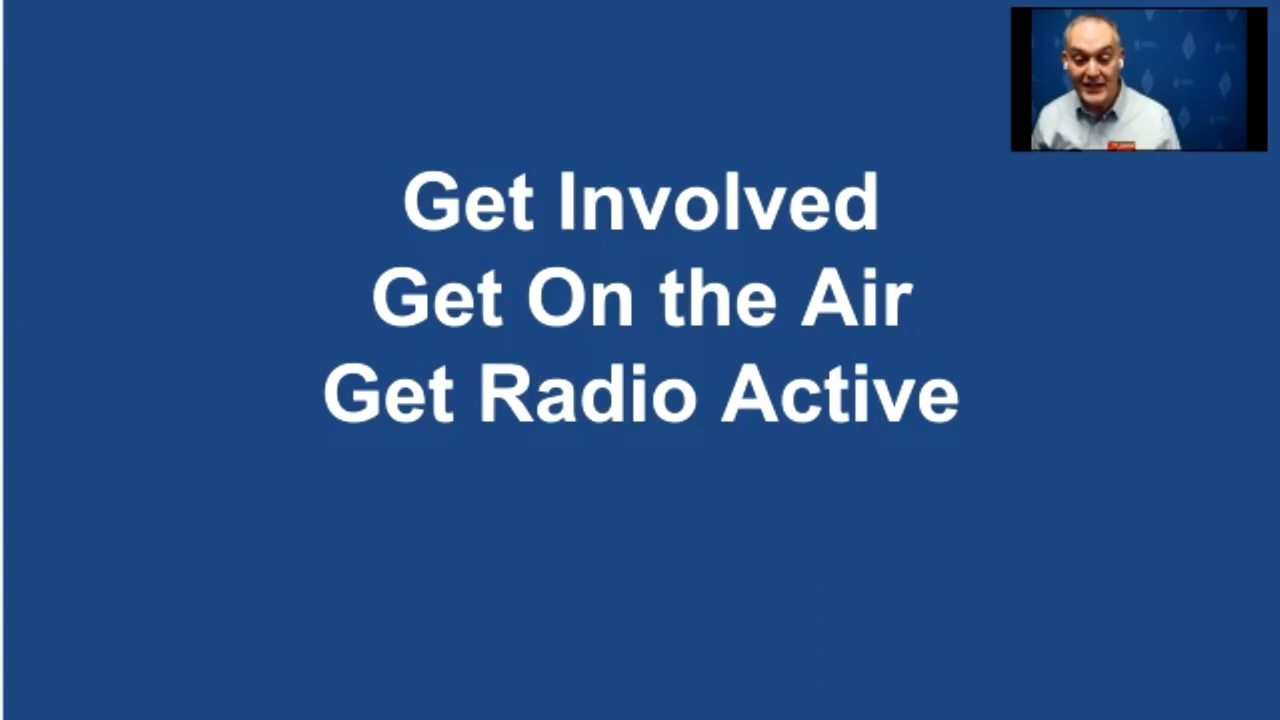 Get Involved
Get On the Air
Get Radio Active